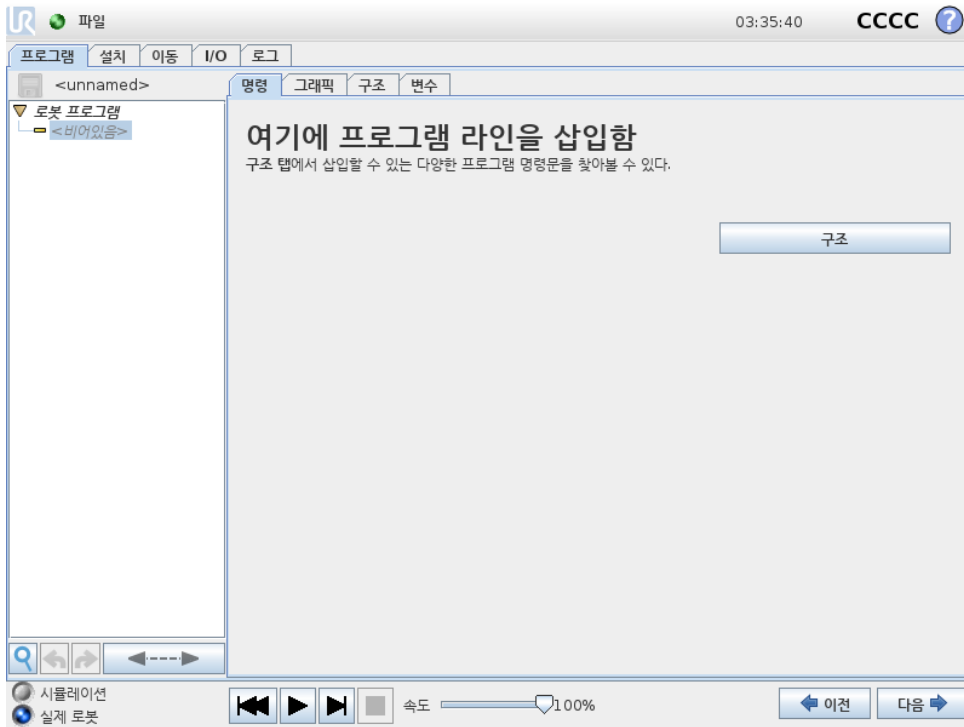 UR 파일 03:35:40 CCCC ?
프로그램 설치 이동 I/O 로그
<unnamed>
명령 그래픽 구조 변수
로봇 프로그램
<비어있음>
여기에 프로그램 라인을 삽입함
구조 탭에서 삽입할 수 있는 다양한 프로그램 명령문을 찾아볼 수 있다.
구조
시뮬레이션
실제 로봇
속도 100%
이전 다음